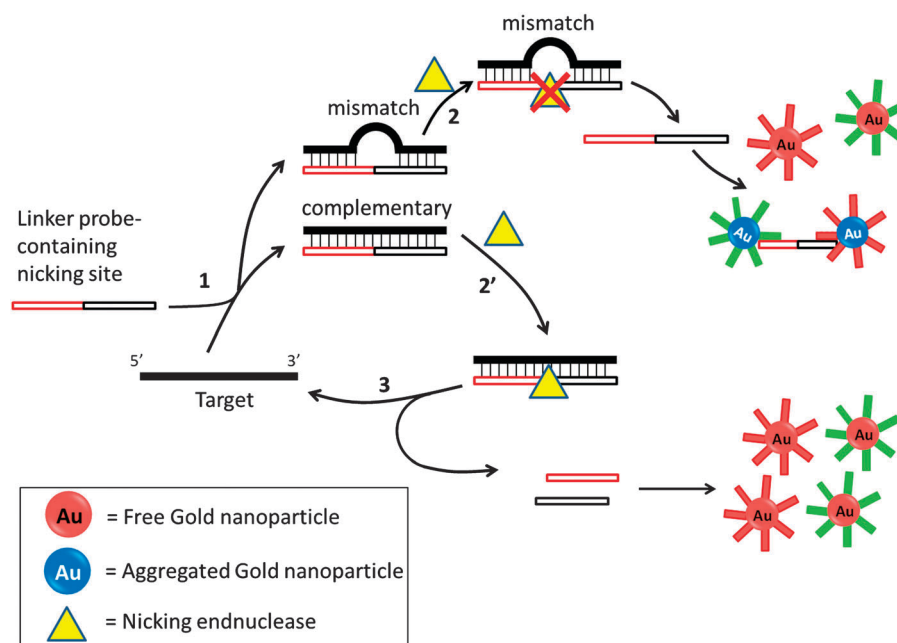 mismatch
2
mismatch
Au
Au
Au
Au
complementary
Linker probe-
containing
nicking site
1
2’
5’
3’
Target
3
Au
Au
Au
Au
Au = Free Gold nanoparticle
Au = Aggregated Gold nanoparticle
= Nicking endnuclease